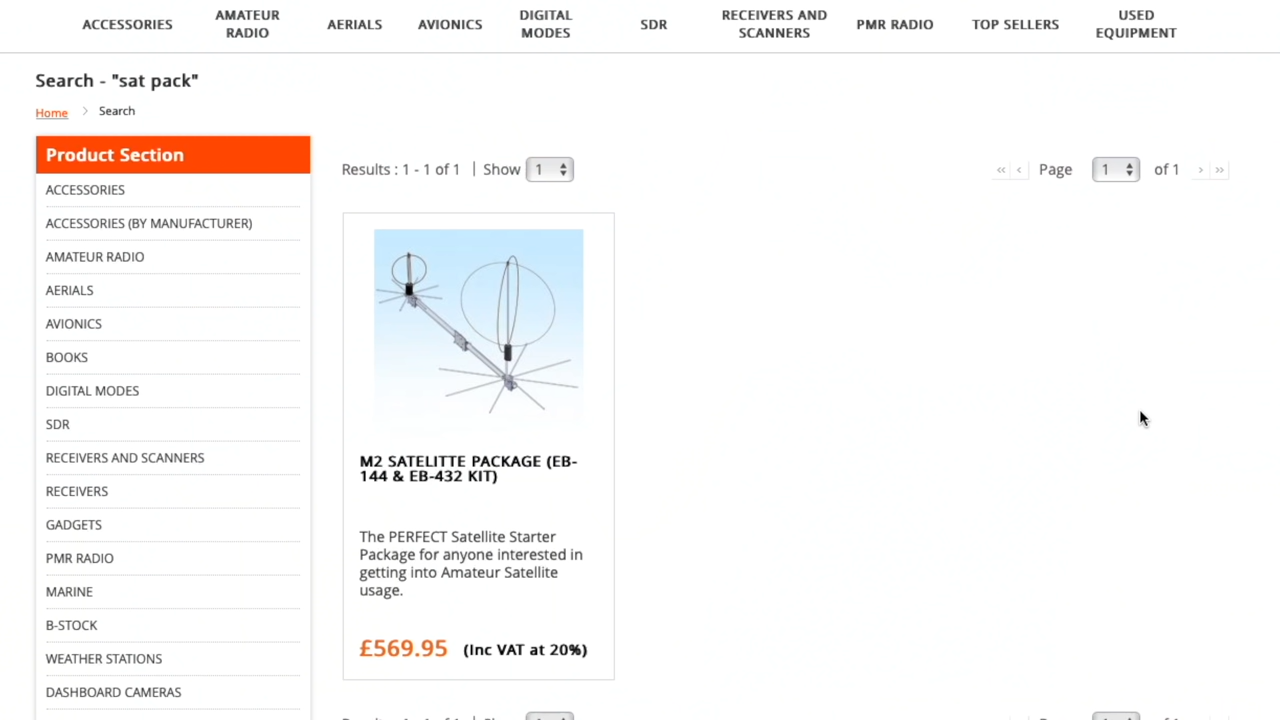 ACCESSORIES
AMATEUR
RADIO
AERIALS
AVIONICS
DIGITAL
MODES
SDR
RECEIVERS AND
SCANNERS
PMR RADIO
TOP SELLERS
USED
EQUIPMENT
Search - "sat pack"
Home > Search
Product Section
ACCESSORIES
ACCESSORIES (BY MANUFACTURER)
AMATEUR RADIO
AERIALS
AVIONICS
BOOKS
DIGITAL MODES
SDR
RECEIVERS AND SCANNERS
RECEIVERS
GADGETS
PMR RADIO
MARINE
B-STOCK
WEATHER STATIONS
DASHBOARD CAMERAS
Results : 1 - 1 of 1 | Show 1
« ‹ Page 1 of 1 › »
M2 SATELITTE PACKAGE (EB-
144 & EB-432 KIT)
The PERFECT Satellite Starter
Package for anyone interested in
getting into Amateur Satellite
usage.
£569.95 (Inc VAT at 20%)